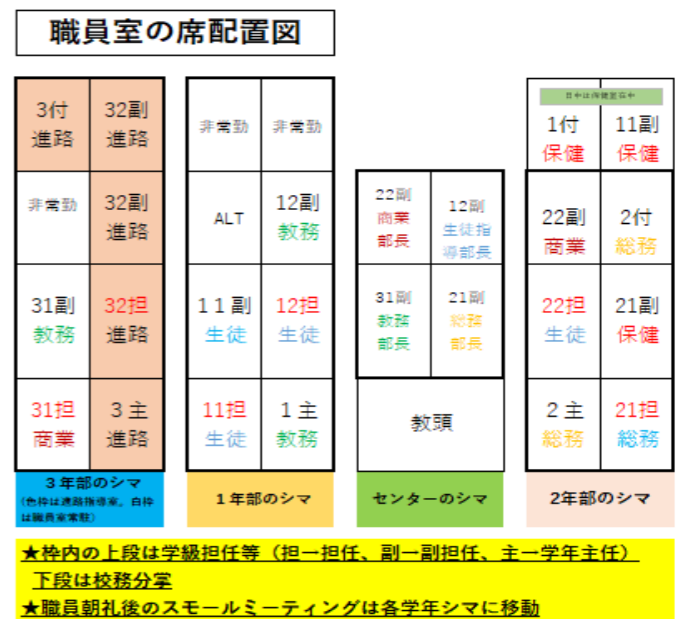 職員室の席配置図
3付
進路
32副
進路
非常勤
32副
進路
31副
教務
32担
進路
31担
商業
3主
進路
3年部のシマ
(色枠は進路指導室。白枠
は職員室常駐)
非常勤
非常勤
ALT
12副
教務
11副
生徒
12担
生徒
11担
生徒
1主
教務
1年部のシマ
22副
商業
部長
12副
生徒指
導部長
31副
教務
部長
21副
総務
部長
教頭
センターのシマ
日中は保健室在中
1付
保健
11副
保健
22副
商業
2付
総務
22担
生徒
21副
保健
2主
総務
21担
総務
2年部のシマ
★枠内の上段は学級担任等（担ー担任、副ー副担任、主ー学年主任）
下段は校務分掌
★職員朝礼後のスモールミーティングは各学年シマに移動